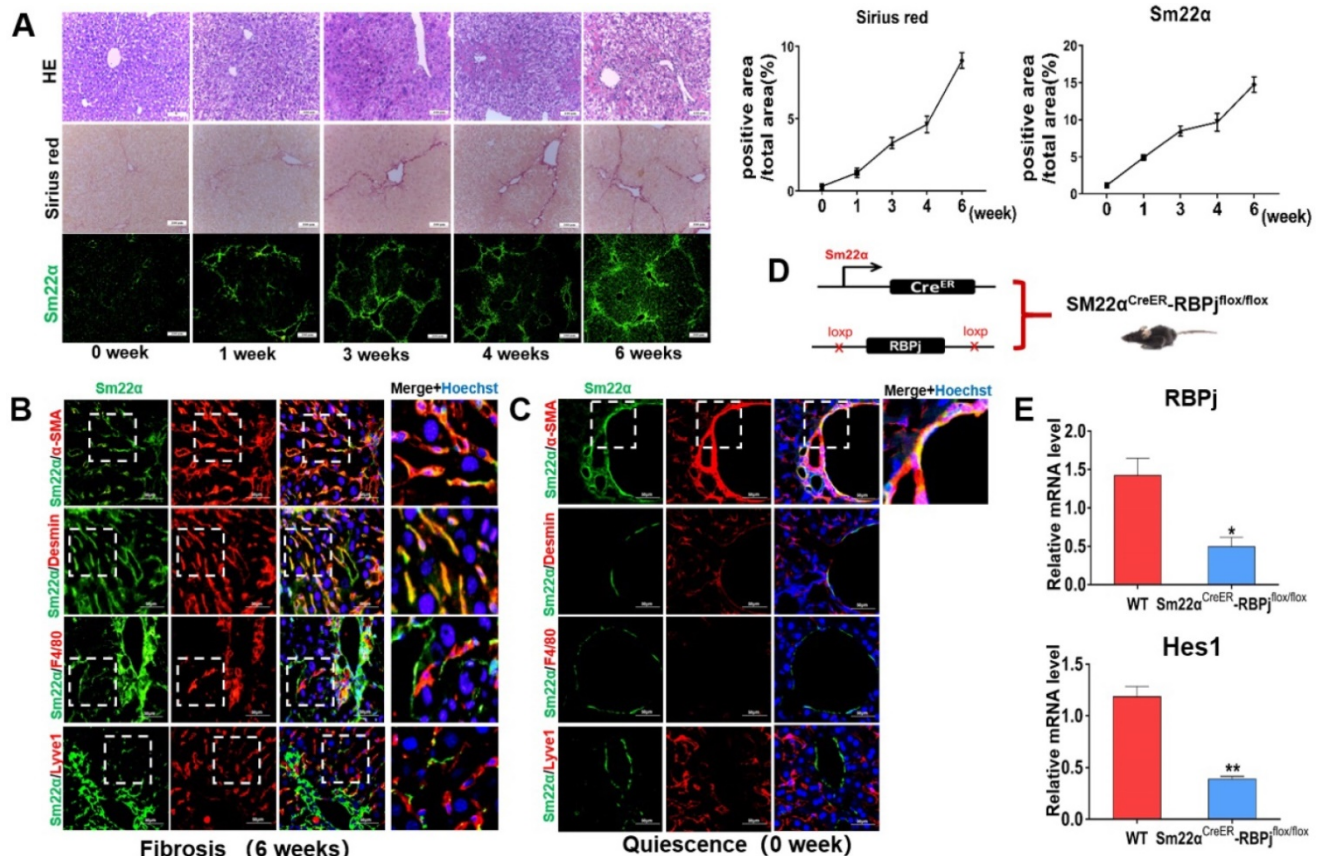 A
HE
Sirius red
Sm22α
0 week
1 week
3 weeks
4 weeks
6 weeks
Sirius red
positive area
/total area(%)
10
5
0
0 1 3 4 6 (week)
Sm22α
positive area
/total area(%)
20
15
10
5
0
0 1 3 4 6 (week)
D
Sm22α
Cre^ER
loxp
RBPj
loxp
SM22α^CreER-RBPj^flox/flox
B
Sm22α
Merge+Hoechst
Sm22α/α-SMA
Sm22α/Desmin
Sm22α/F4/80
Sm22α/Lyve1
Fibrosis (6 weeks)
C
Sm22α
Merge+Hoechst
Sm22α/α-SMA
Sm22α/Desmin
Sm22α/F4/80
Sm22α/Lyve1
Quiescence (0 week)
E
RBPj
Relative mRNA level
2.0
1.5
1.0
0.5
0.0
*
WT
Sm22α^CreER-RBPj^flox/flox
Hes1
Relative mRNA level
1.5
1.0
0.5
0.0
**
WT
Sm22α^CreER-RBPj^flox/flox